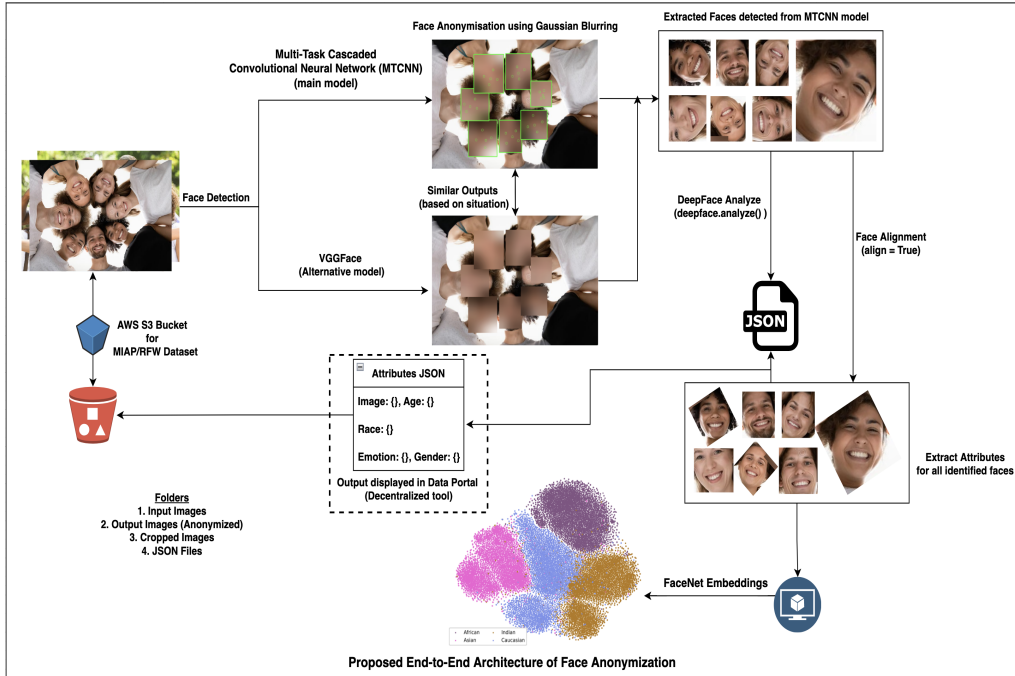 Face Anonymisation using Gaussian Blurring
Extracted Faces detected from MTCNN model
Multi-Task Cascaded
Convolutional Neural Network (MTCNN)
(main model)
Face Detection
Similar Outputs
(based on situation)
VGGFace
(Alternative model)
DeepFace Analyze
(deepface.analyze() )
Face Alignment
(align = True)
JSON
AWS S3 Bucket
for
MIAP/RFW Dataset
Attributes JSON
Image: {}, Age: {}
Race: {}
Emotion: {}, Gender: {}
Output displayed in Data Portal
(Decentralized tool)
Extract Attributes
for all identified faces
Folders
1. Input Images
2. Output Images (Anonymized)
3. Cropped Images
4. JSON Files
FaceNet Embeddings
African
Indian
Asian
Caucasian
Proposed End-to-End Architecture of Face Anonymization